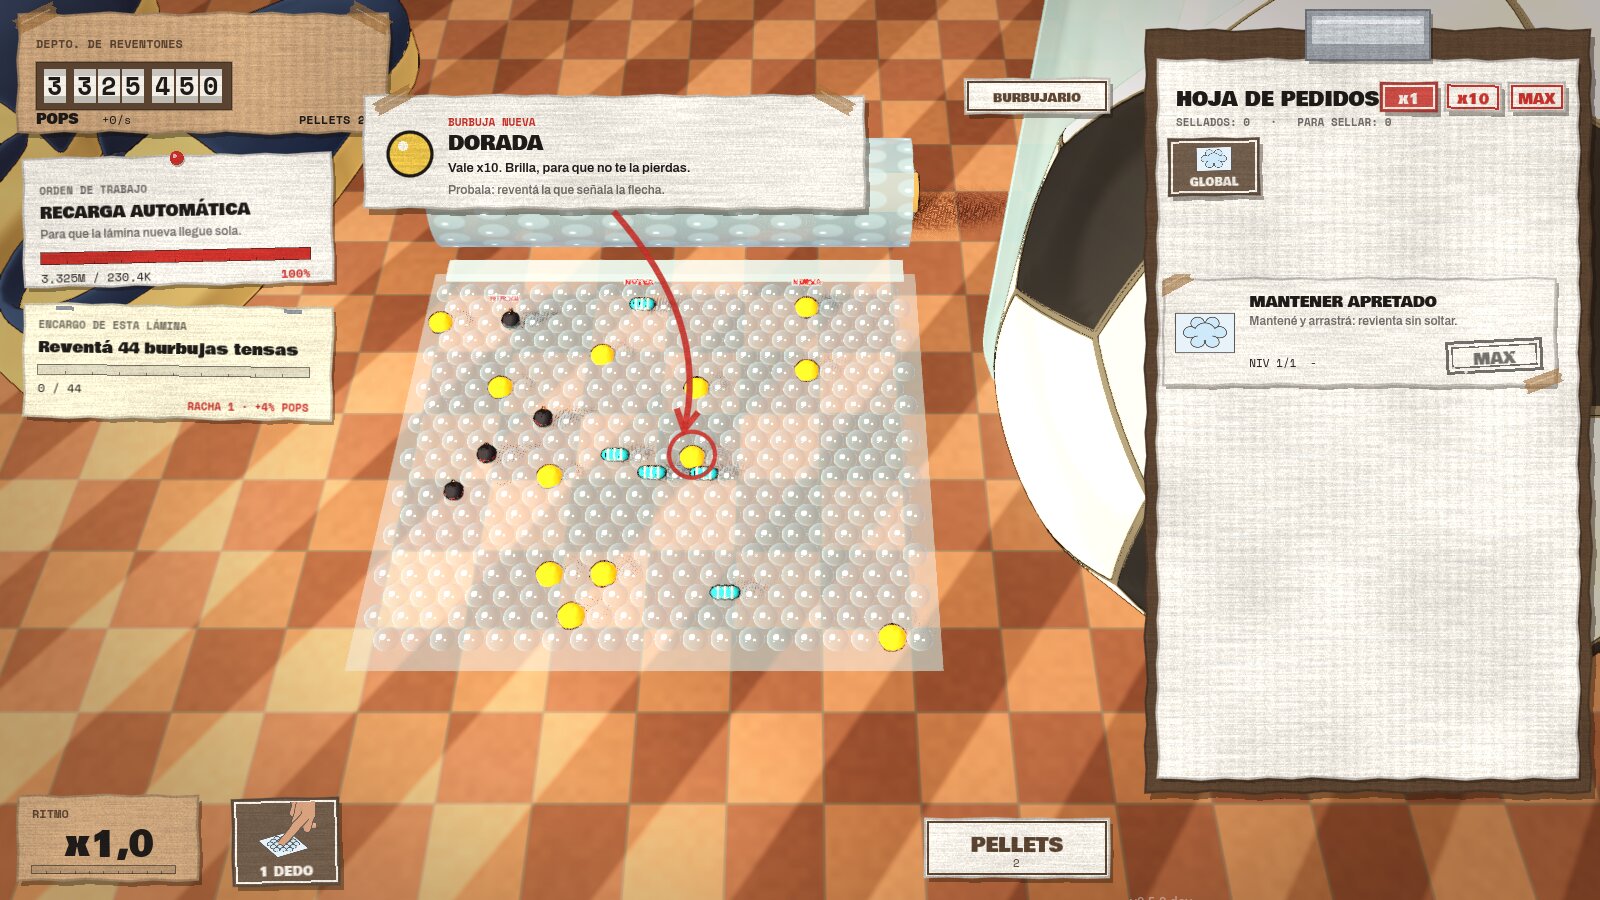 DEPTO. DE REVENTONES
3 325 450
POPS +0/s PELLETS 2
ORDEN DE TRABAJO
RECARGA AUTOMÁTICA
Para que la lámina nueva llegue sola.
3,325M / 230.4K 100%
ENCARGO DE ESTA LÁMINA
Reventá 44 burbujas tensas
0 / 44
RACHA 1 · +4% POPS
BURBUJA NUEVA
DORADA
Vale x10. Brilla, para que no te la pierdas.
Probala: reventá la que señala la flecha.
BURBUJARIO
HOJA DE PEDIDOS x1 x10 MAX
SELLADOS: 0 · PARA SELLAR: 0
GLOBAL
MANTENER APRETADO
Mantené y arrastrá: revienta sin soltar.
NIV 1/1 -
MAX
RITMO
x1,0
1 DEDO
PELLETS
2